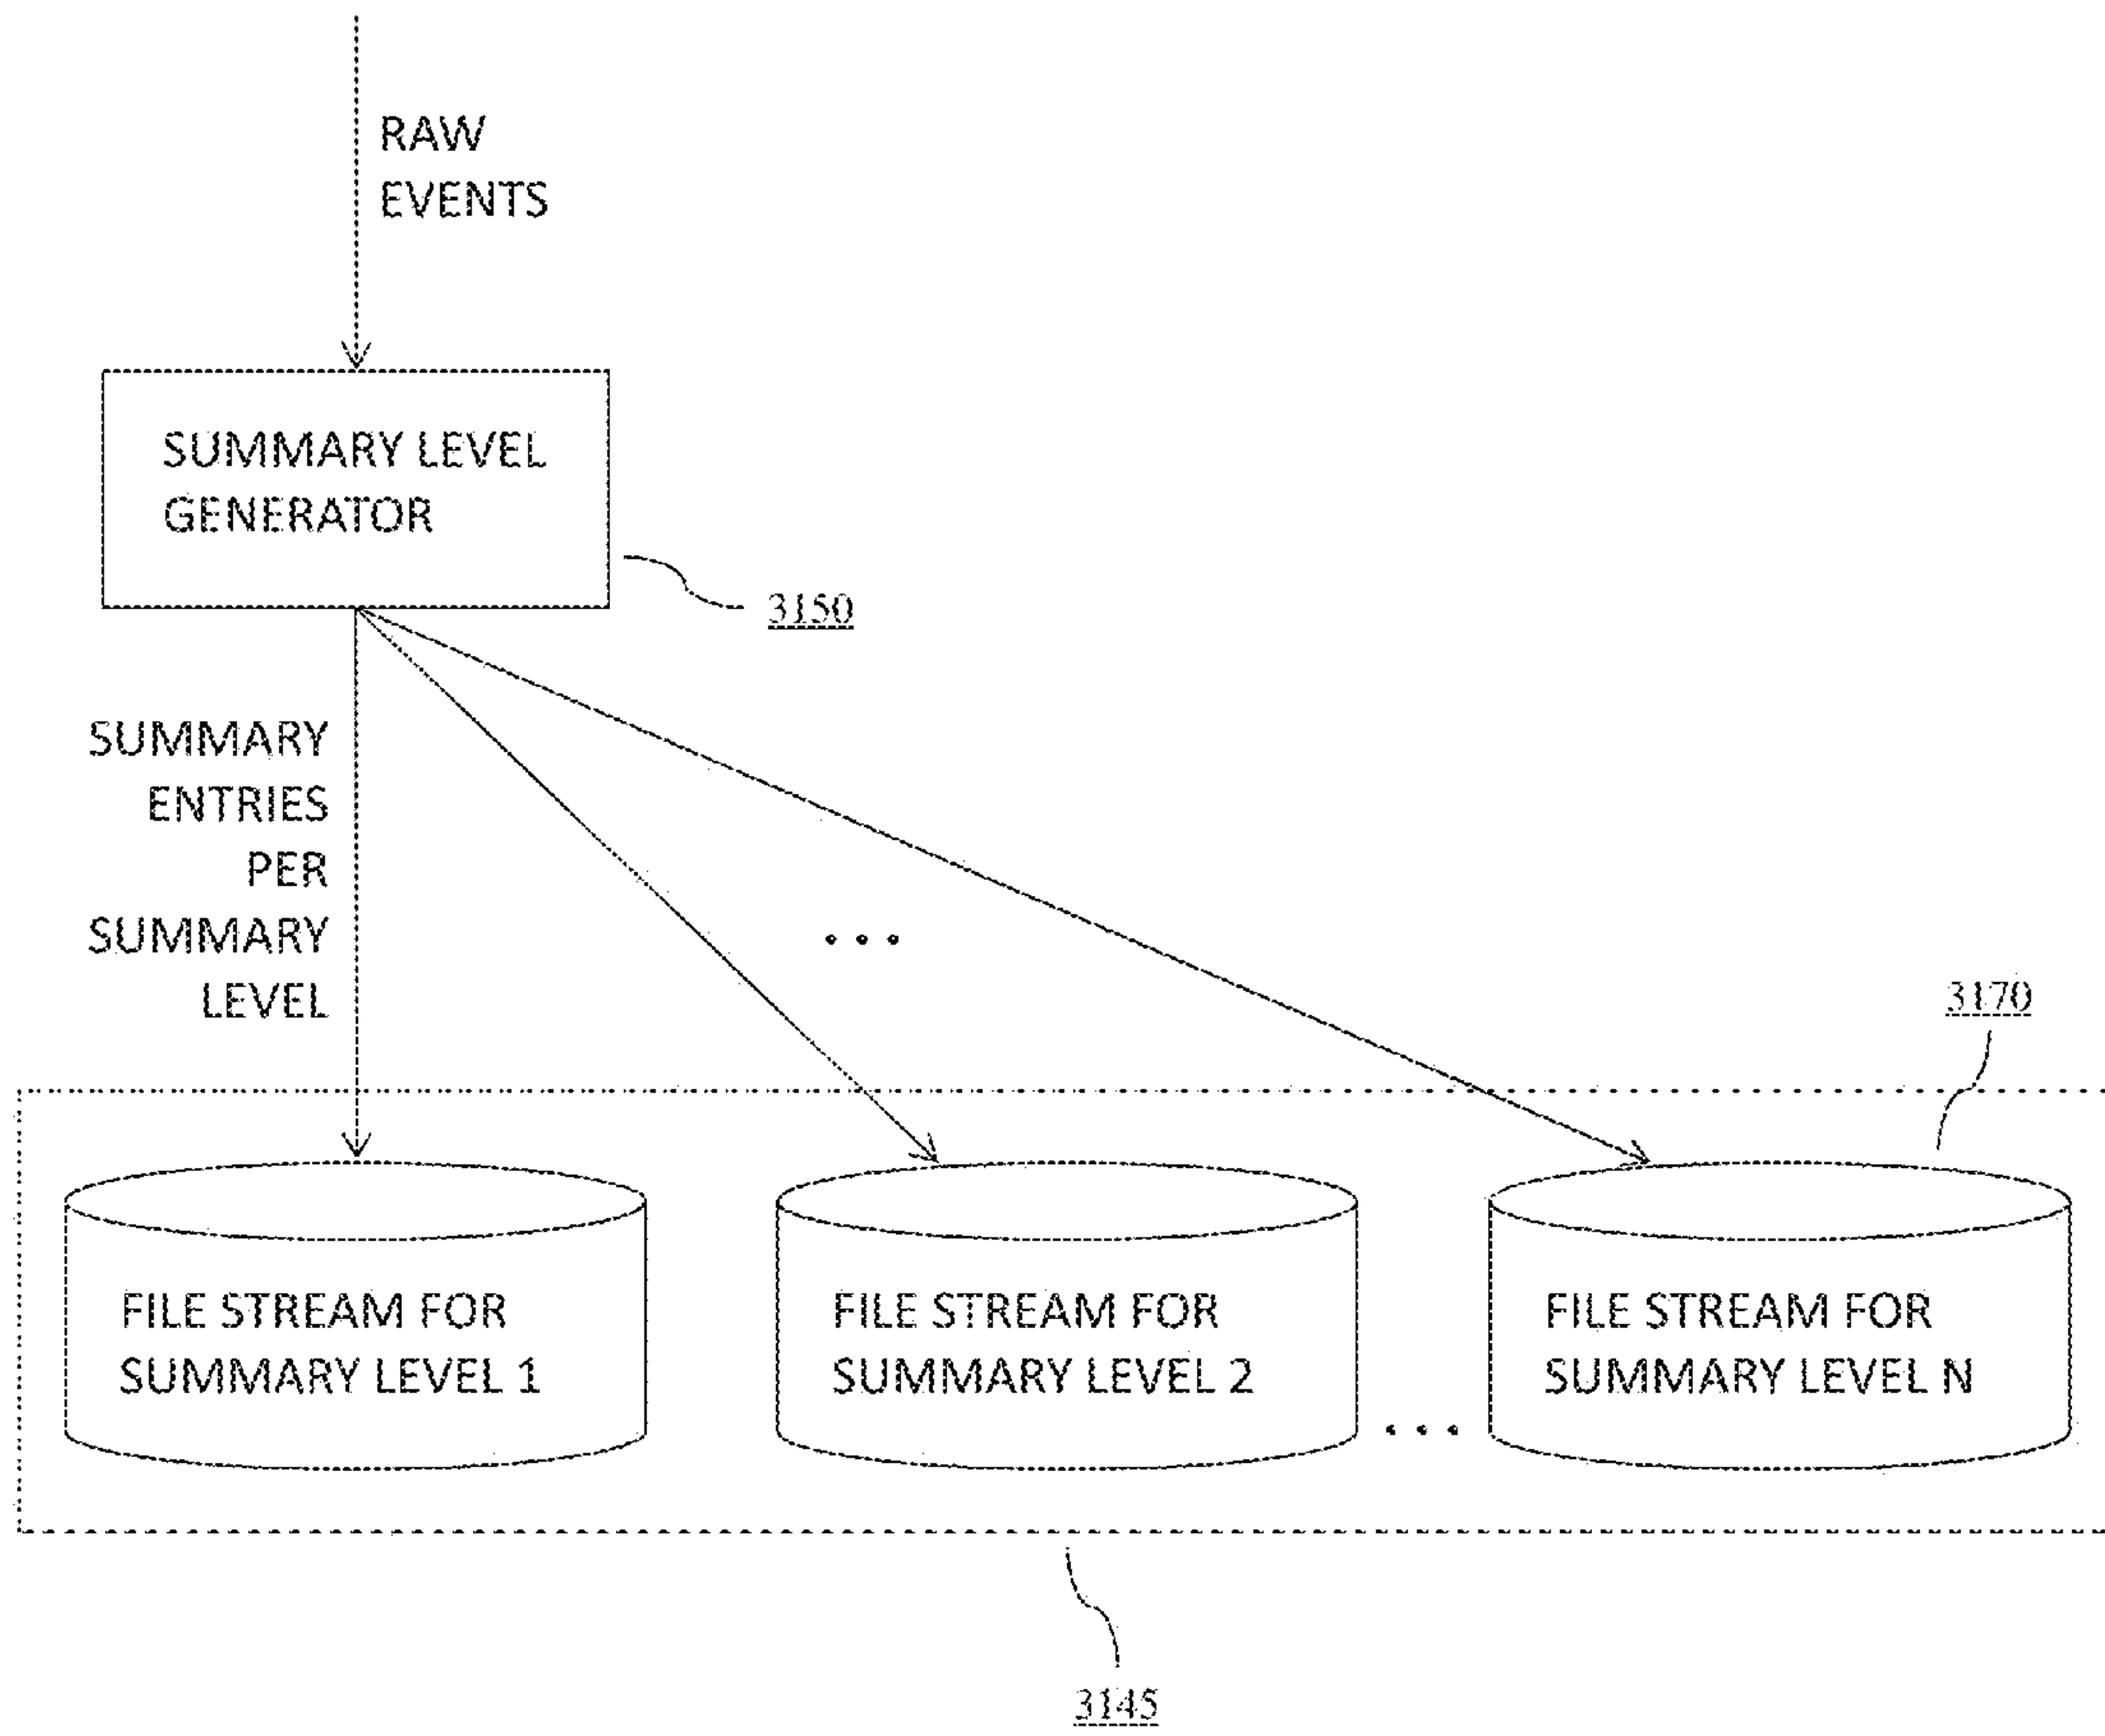 RAW
EVENTS
SUMMARY LEVEL
GENERATOR
3150
SUMMARY
ENTRIES
PER
SUMMARY
LEVEL
...
3170
FILE STREAM FOR
SUMMARY LEVEL 1
FILE STREAM FOR
SUMMARY LEVEL 2
...
FILE STREAM FOR
SUMMARY LEVEL N
3145